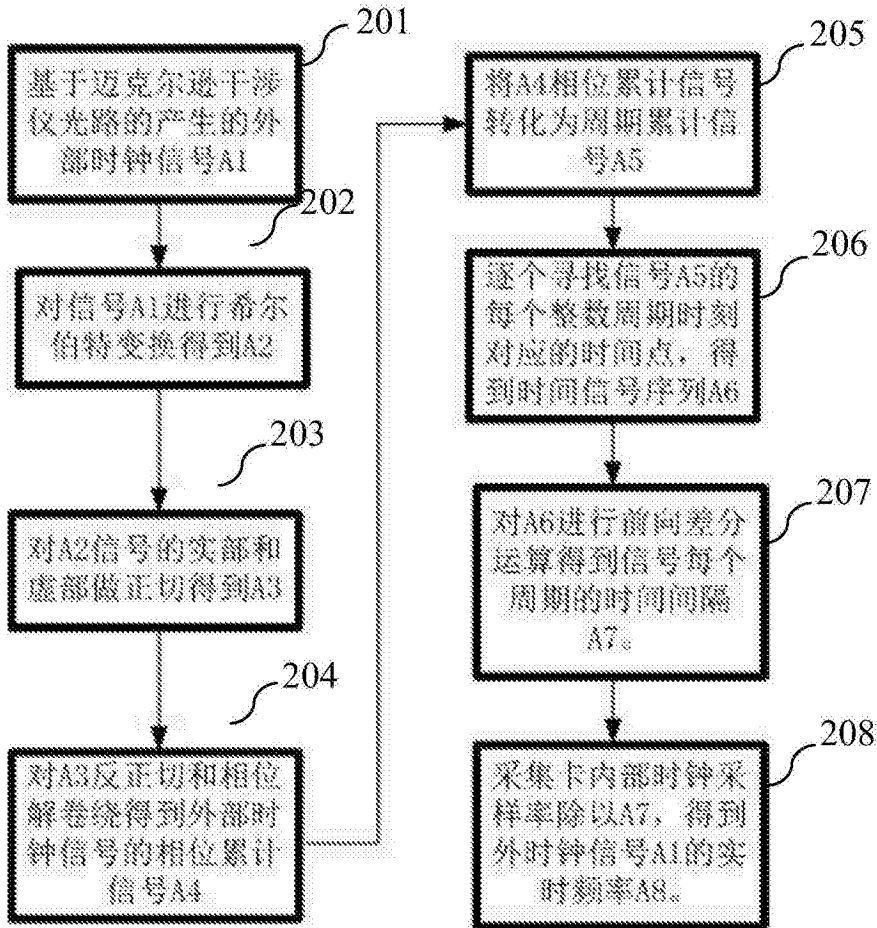 201
基于迈克尔逊干涉
仪光路的产生的外
部时钟信号A1
202
对信号A1进行希尔
伯特变换得到A2
203
对A2信号的实部和
虚部做正切得到A3
204
对A3反正切和相位
解卷绕得到外部时
钟信号的相位累计
信号A4
205
将A4相位累计信号
转化为周期累计信
号A5
206
逐个寻找信号A5的
每个整数周期时刻
对应的时间点，得
到时间信号序列A6
207
对A6进行前向差分
运算得到信号每个
周期的时间间隔
A7。
208
采集卡内部时钟采
样率除以A7，得到
外时钟信号A1的实
时频率A8。